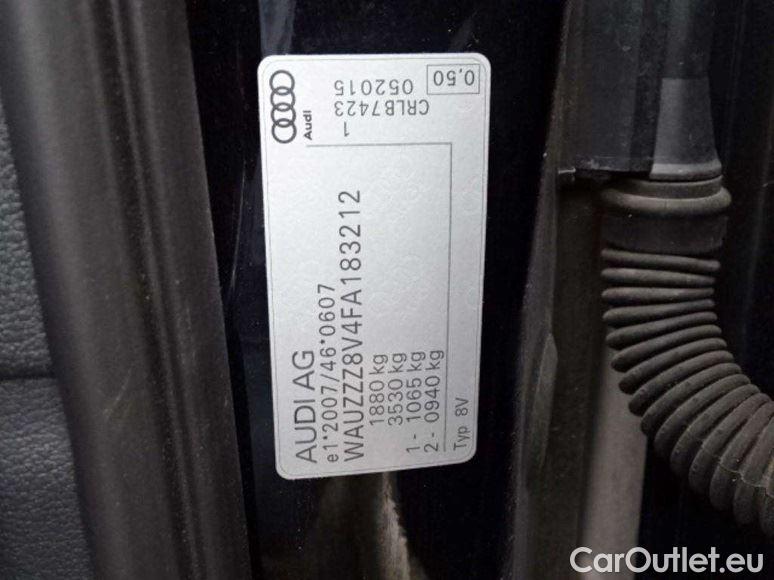 AUDI AG
e1*2007/46*0607
WAUZZZ8V4FA183212
1880 kg
3530 kg
1- 1065 kg
2- 0940 kg
Typ 8V
Audi
1
CRLB7423
052015
0,50
CarOutlet.eu